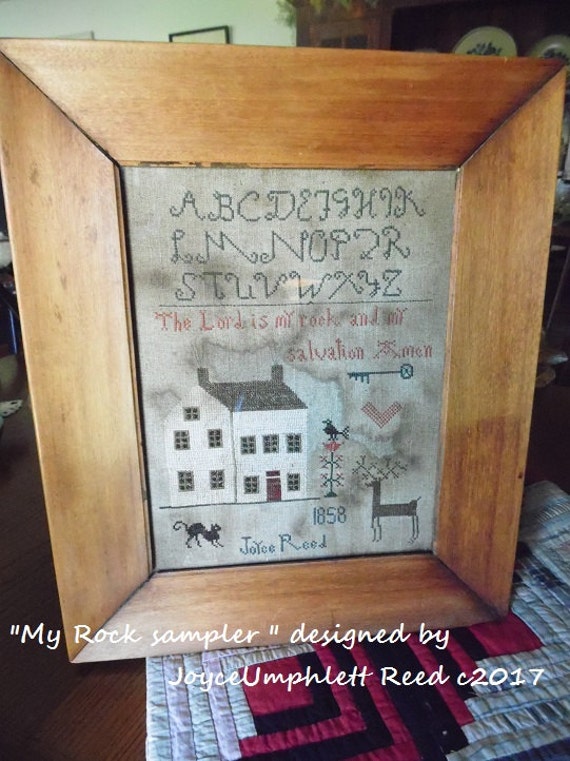 ABCDEFGHIK
LMNOPQR
STUVWXYZ
The Lord is my rock and my
salvation Amen
1858
Joyce Reed
"My Rock sampler " designed by
JoyceUmphlett Reed c2017